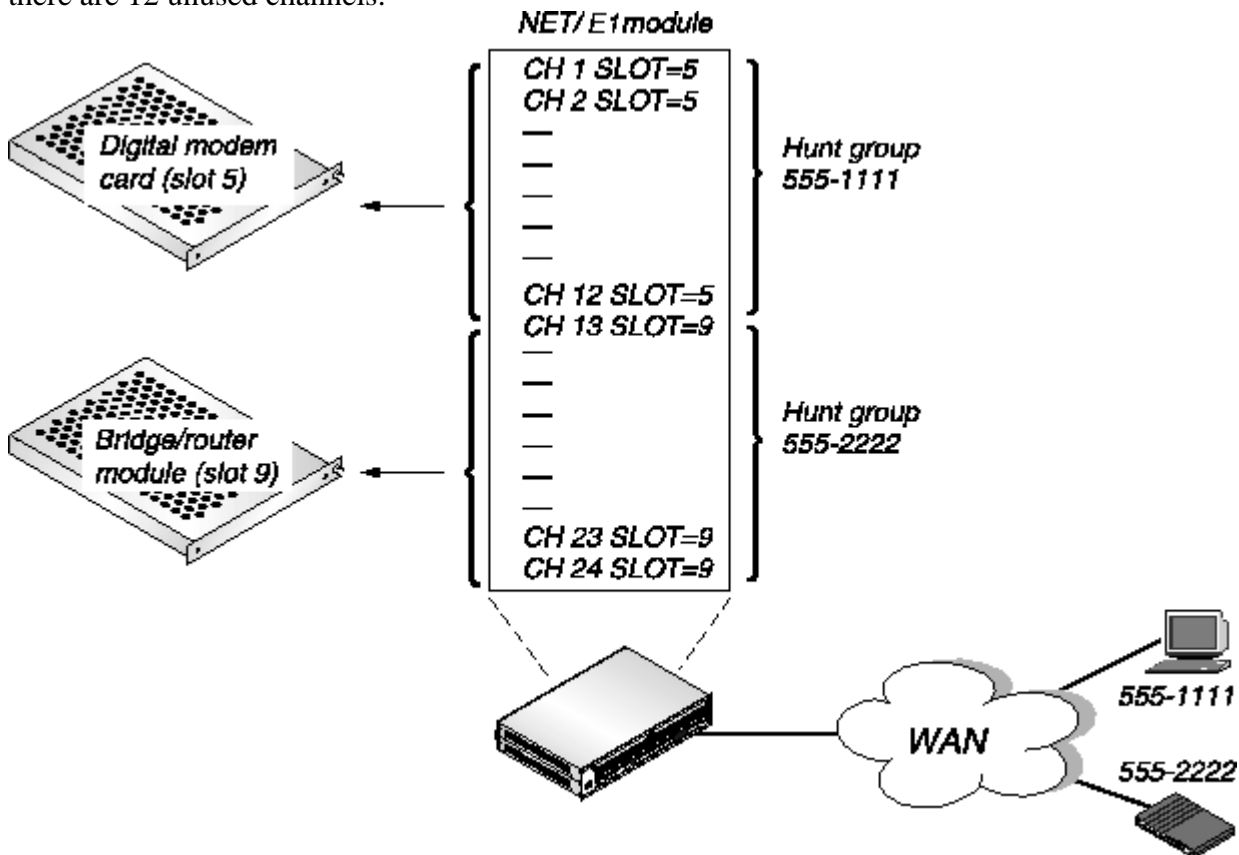 there are 12 unused channels.
NET/E1 module
CH 1 SLOT=5
CH 2 SLOT=5
CH 12 SLOT=5
CH 13 SLOT=9
CH 23 SLOT=9
CH 24 SLOT=9
Digital modem
card (slot 5)
Hunt group
555-1111
Bridge/router
module (slot 9)
Hunt group
555-2222
WAN
555-1111
555-2222